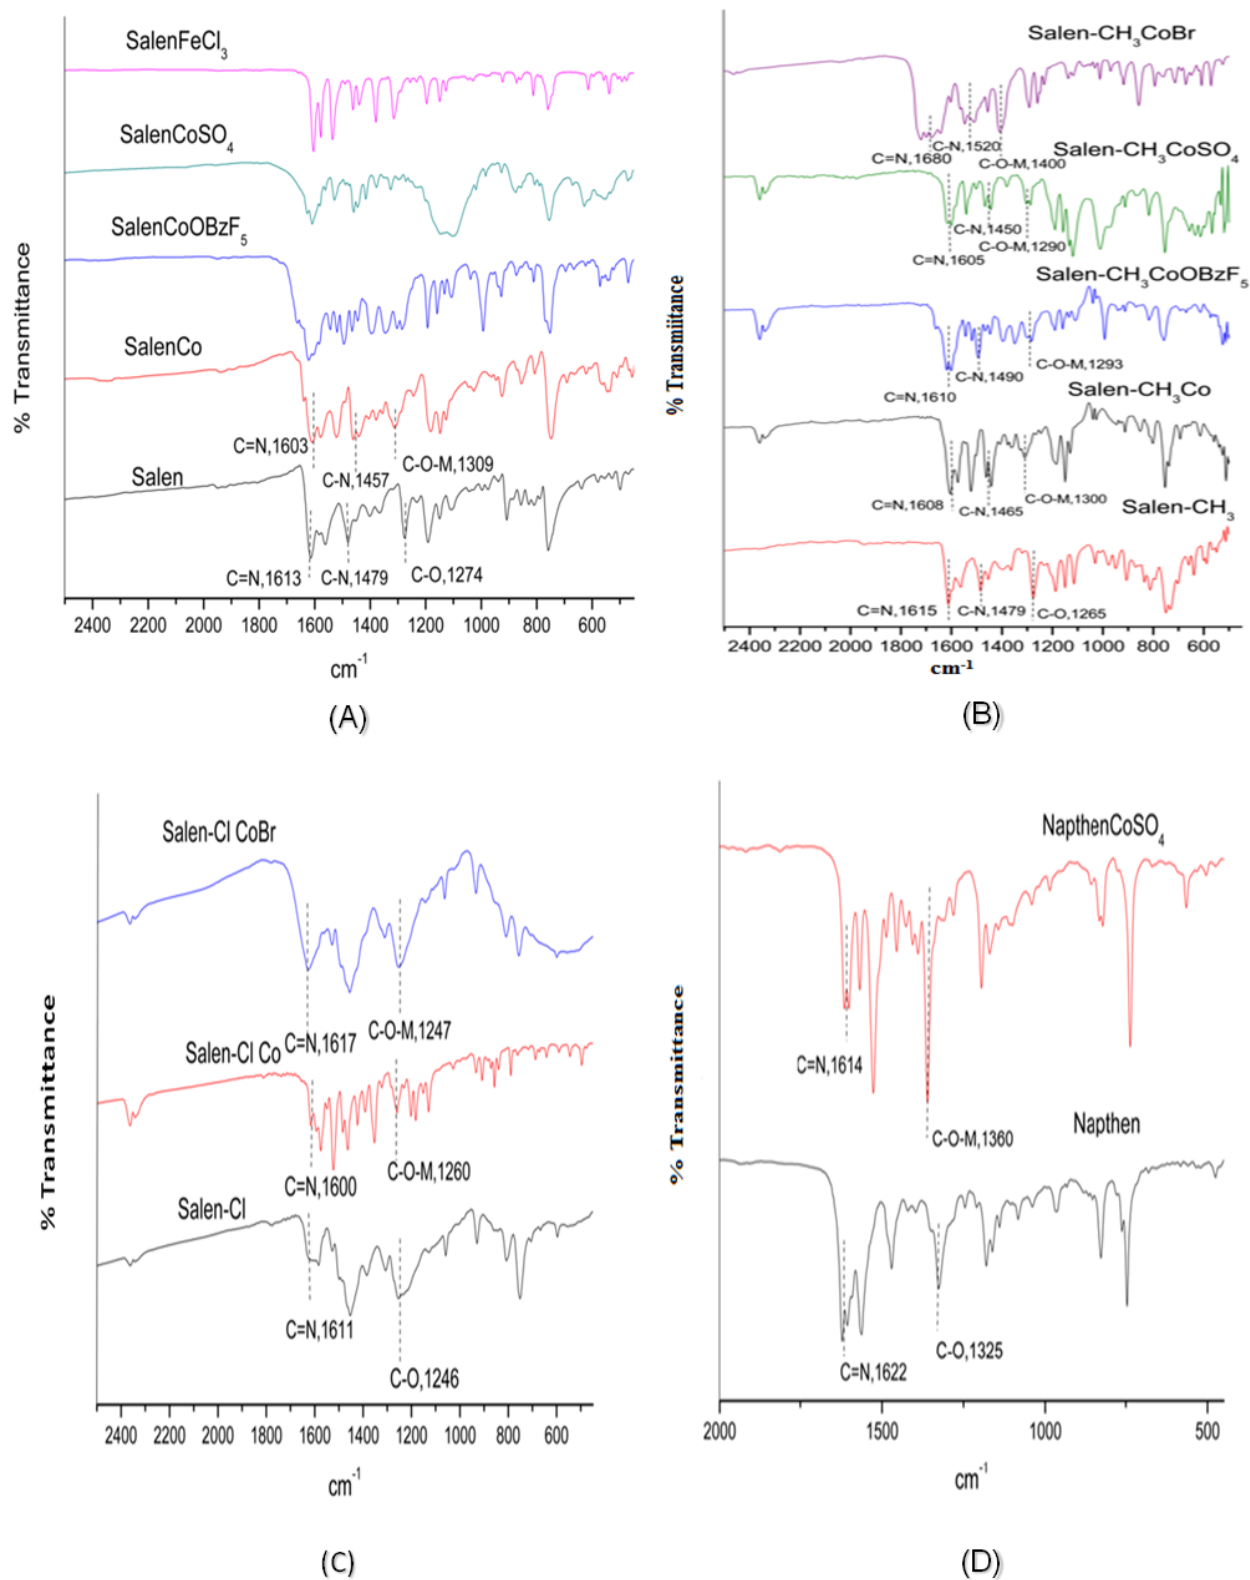 SalenFeCl3
SalenCoSO4
SalenCoOBzF5
SalenCo
C=N,1603
C-N,1457
C-O-M,1309
Salen
C=N,1613
C-N,1479
C-O,1274
% Transmittance
2400 2200 2000 1800 1600 1400 1200 1000 800 600
cm-1
(A)
Salen-CH3CoBr
C=N,1680
C-N,1520
C-O-M,1400
Salen-CH3CoSO4
C-N,1450
C-O-M,1290
C=N,1605
Salen-CH3CoOBzF5
C-O-M,1293
C-N,1490
C=N,1610
Salen-CH3Co
C=N,1608
C-N,1465
C-O-M,1300
Salen-CH3
C=N,1615
C-N,1479
C-O,1265
% Transmiitance
2400 2200 2000 1800 1600 1400 1200 1000 800 600
cm-1
(B)
Salen-Cl CoBr
C=N,1617
C-O-M,1247
Salen-Cl Co
C=N,1600
C-O-M,1260
Salen-Cl
C=N,1611
C-O,1246
% Transmittance
2400 2200 2000 1800 1600 1400 1200 1000 800 600
cm-1
(C)
NapthenCoSO4
C=N,1614
C-O-M,1360
Napthen
C-O,1325
C=N,1622
% Transmittance
2000 1500 1000 500
cm-1
(D)